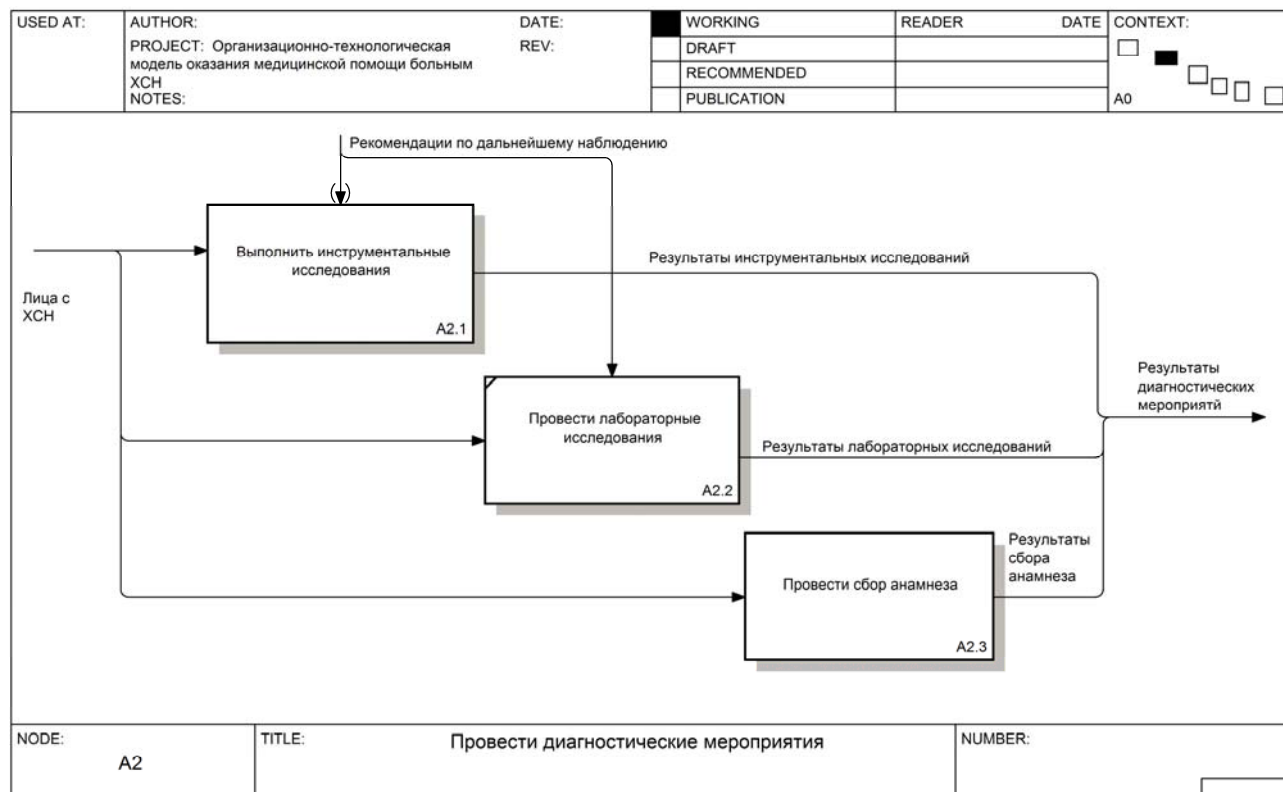 USED AT:
AUTHOR:
DATE:
PROJECT: Организационно-технологическая
модель оказания медицинской помощи больным
ХСН
REV:
NOTES:
WORKING
DRAFT
RECOMMENDED
PUBLICATION
READER
DATE
CONTEXT:
A0
Рекомендации по дальнейшему наблюдению
Выполнить инструментальные
исследования
A2.1
Результаты инструментальных исследований
Лица с
ХСН
Результаты
диагностических
мероприятй
Провести лабораторные
исследования
A2.2
Результаты лабораторных исследований
Результаты
сбора
анамнеза
Провести сбор анамнеза
A2.3
NODE:
A2
TITLE:
Провести диагностические мероприятия
NUMBER: